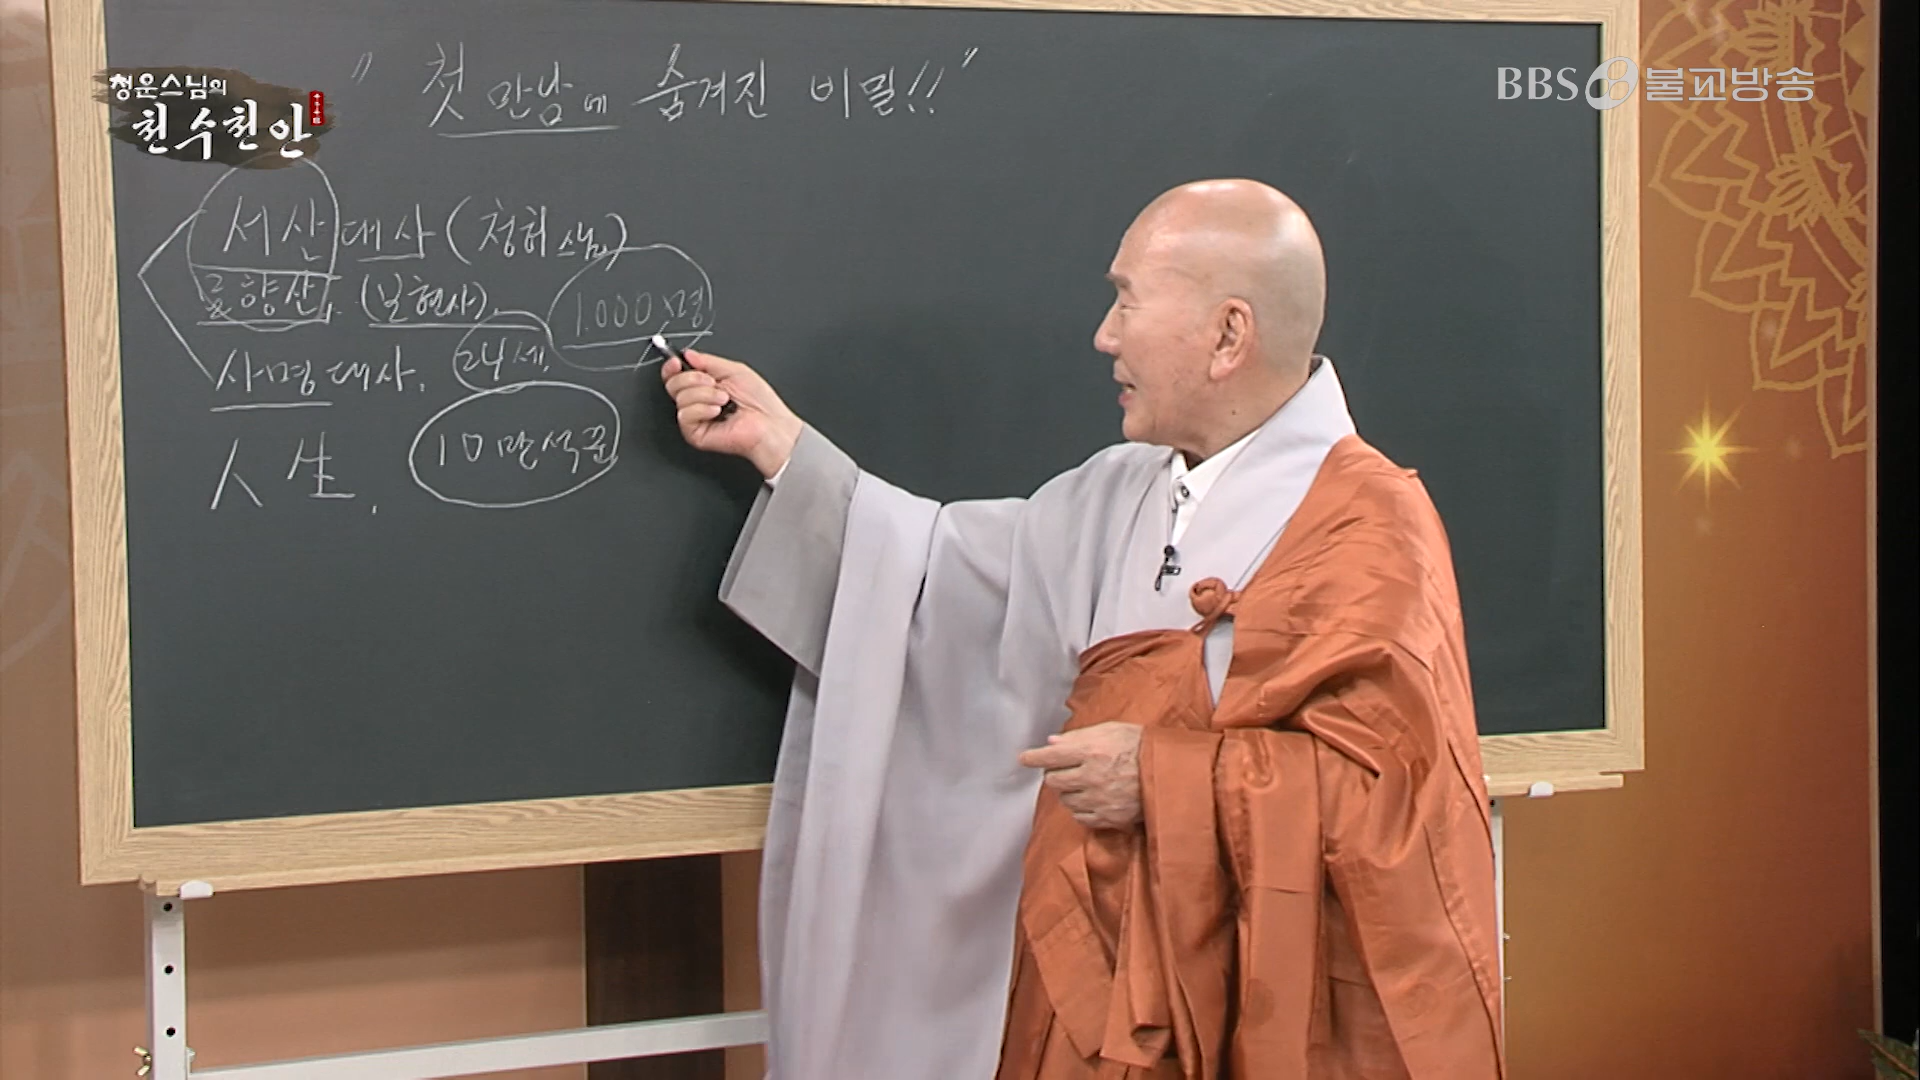 청운스님의
천수천안
BBS 불교방송
" 첫 만남에 숨겨진 비밀!! "
서산대사 (청허스님)
묘향산. (보현사).
1.000명
사명대사. 24세.
人生. 10만석꾼